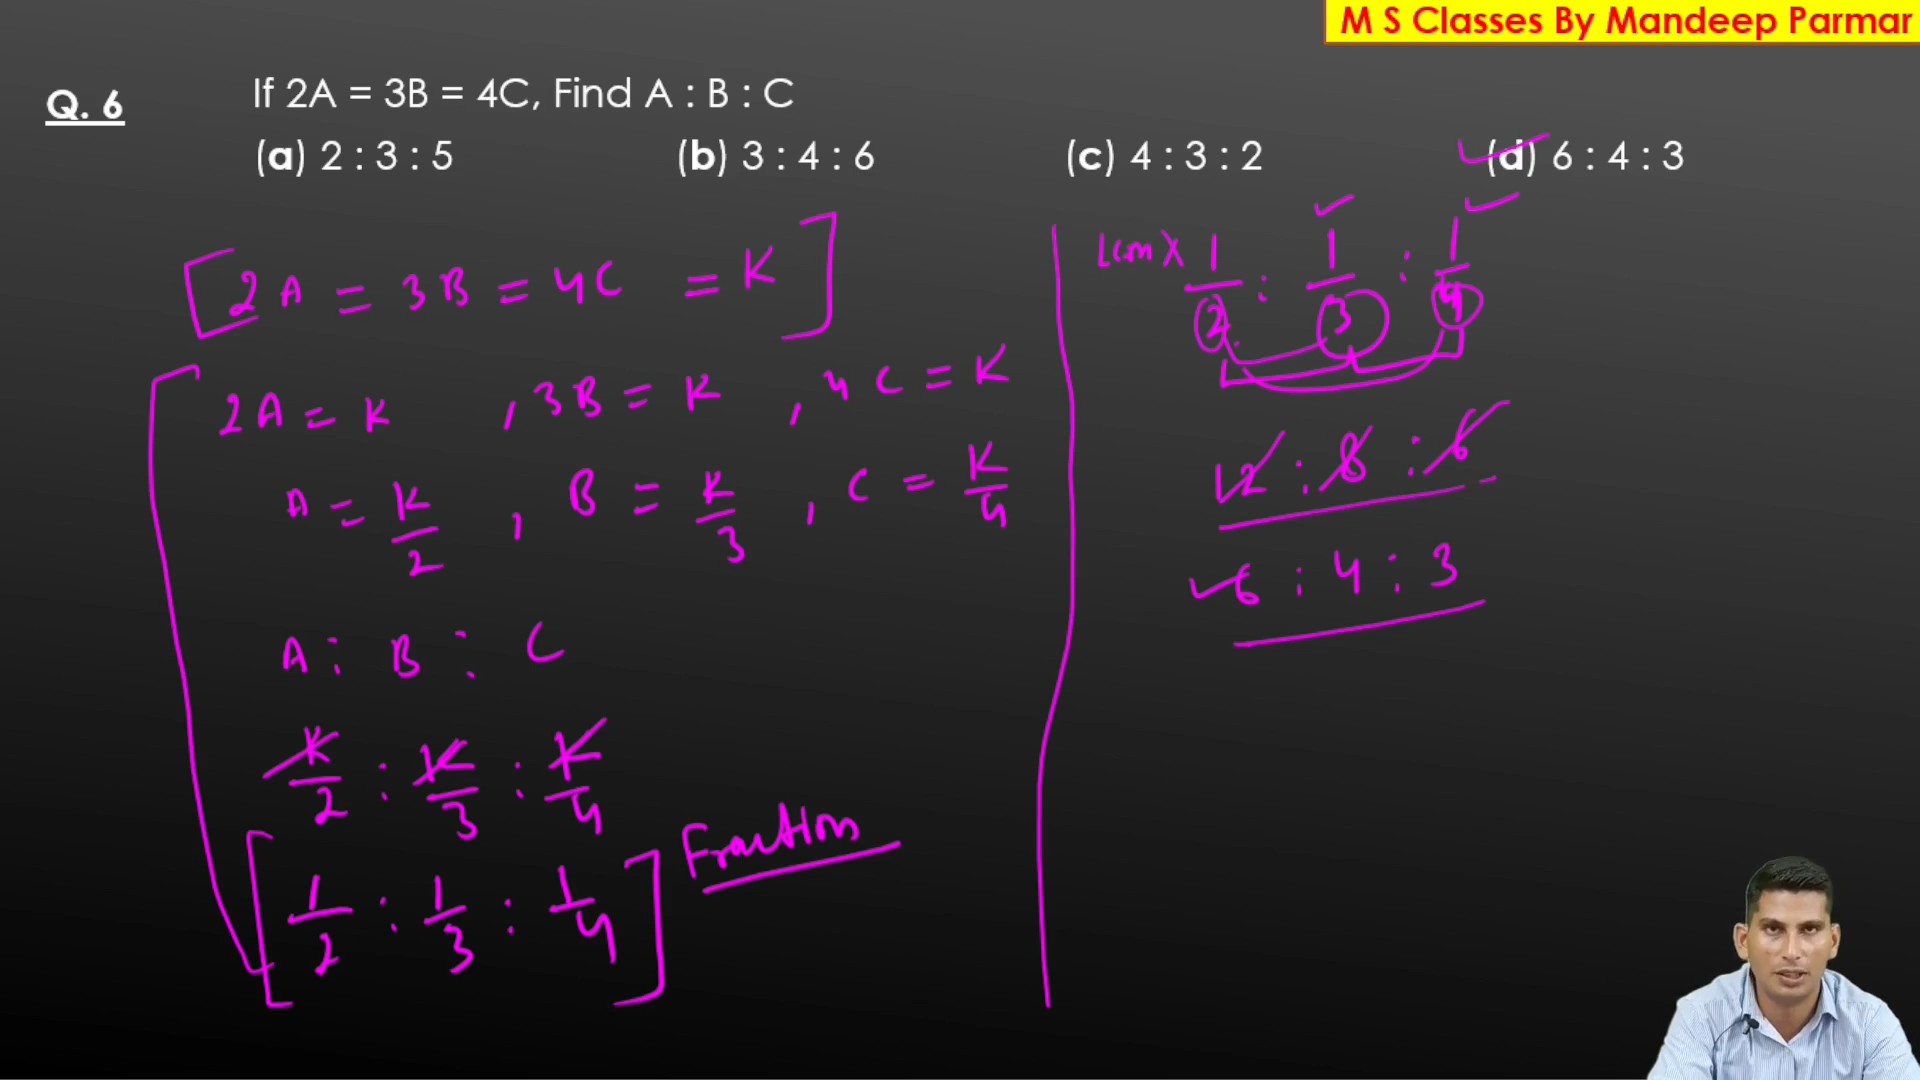 M S Classes By Mandeep Parmar
Q. 6 If 2A = 3B = 4C, Find A : B : C
(a) 2 : 3 : 5 (b) 3 : 4 : 6 (c) 4 : 3 : 2 (d) 6 : 4 : 3
[2A = 3B = 4C = K]
2A = K , 3B = K , 4C = K
A = K/2 , B = K/3 , C = K/4
A : B : C
K/2 : K/3 : K/4
[1/2 : 1/3 : 1/4] Fraction
Lcm X 1/2 : 1/3 : 1/4
12 : 8 : 6
6 : 4 : 3